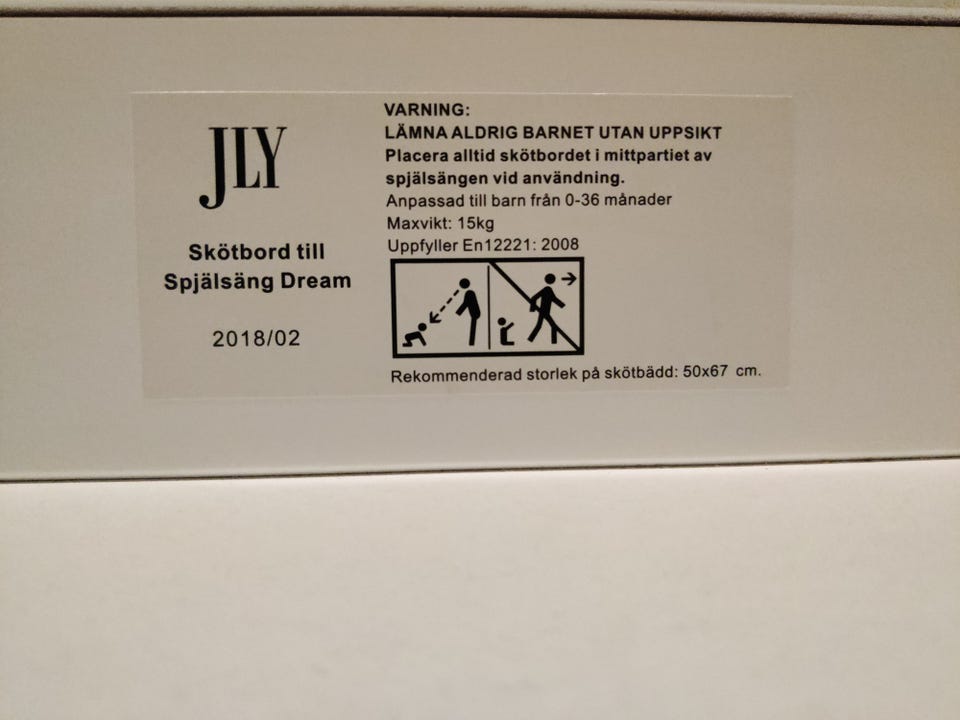 JLY
Skötbord till
Spjälsäng Dream
2018/02
VARNING:
LÄMNA ALDRIG BARNET UTAN UPPSIKT
Placera alltid skötbordet i mittpartiet av
spjälsängen vid användning.
Anpassad till barn från 0-36 månader
Maxvikt: 15kg
Uppfyller En12221: 2008
Rekommenderad storlek på skötbädd: 50x67 cm.